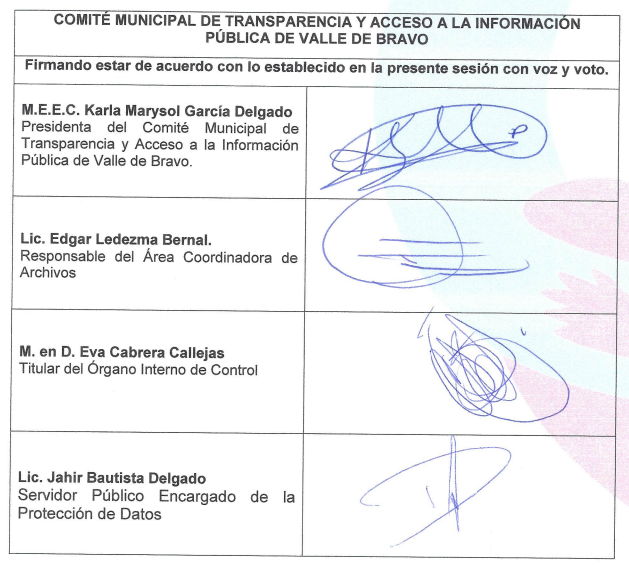 COMITÉ MUNICIPAL DE TRANSPARENCIA Y ACCESO A LA INFORMACIÓN
PÚBLICA DE VALLE DE BRAVO
Firmando estar de acuerdo con lo establecido en la presente sesión con voz y voto.
M.E.E.C. Karla Marysol García Delgado
Presidenta del Comité Municipal de
Transparencia y Acceso a la Información
Pública de Valle de Bravo.
Lic. Edgar Ledezma Bernal.
Responsable del Área Coordinadora de
Archivos
M. en D. Eva Cabrera Callejas
Titular del Órgano Interno de Control
Lic. Jahir Bautista Delgado
Servidor Público Encargado de la
Protección de Datos